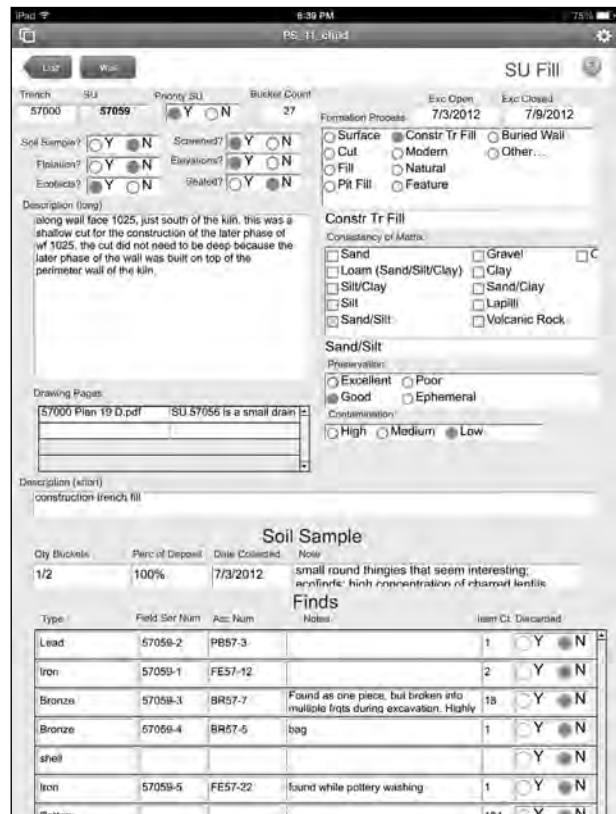 iPad 6:39 PM 75%
List Wall SU Fill
Trench SU Priority SU Bucket Count
57000 57059 Y N 27
Exc Open Exc Closed
7/3/2012 7/9/2012
Soil Sample? Y N Screened? Y N
Flotation? Y N Elevations? Y N
Ecofacts? Y N Sealed? Y N
Formation Process
Surface Constr Tr Fill Buried Wall
Cut Modern Other…
Fill Natural
Pit Fill Feature
Constr Tr Fill
Description (long)
along wall face 1025, just south of the kiln. this was a
shallow cut for the construction of the later phase of
wf 1025. the cut did not need to be deep because the
later phase of the wall was built on top of the
perimeter wall of the kiln.
Consistency of Matrix
Sand Gravel C
Loam (Sand/Silt/Clay) Clay
Silt/Clay Sand/Clay
Silt Lapilli
Sand/Silt Volcanic Rock
Sand/Silt
Preservation
Excellent Poor
Good Ephemeral
Contamination
High Medium Low
Drawing Pages
57000 Plan 19 D.pdf SU 57056 is a small drain
Description (short)
construction trench fill
Soil Sample
Qty Buckets Perc of Deposit Date Collected Note
1/2 100% 7/3/2012 small round thingies that seem interesting;
ecofinds; high concentration of charred lentils
Finds
Type Field Ser Num Acc Num Notes Item Ct Discarded
Lead 57059-2 PB57-3 1 Y N
Iron 57059-1 FE57-12 2 Y N
Bronze 57059-3 BR57-7 Found as one piece, but broken into 18 Y N
multiple frgts during excavation. Highly
Bronze 57059-4 BR57-5 bag 1 Y N
shell Y N
Iron 57059-5 FE57-22 found while pottery washing 1 Y N
Y N